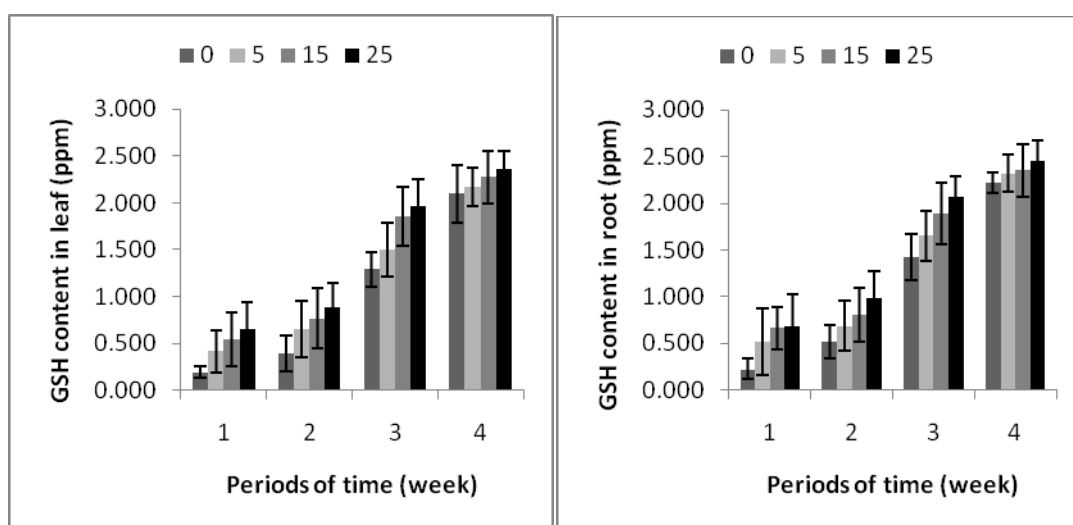 0 5 15 25
GSH content in leaf (ppm)
3.000
2.500
2.000
1.500
1.000
0.500
0.000
1 2 3 4
Periods of time (week)
0 5 15 25
GSH content in root (ppm)
3.000
2.500
2.000
1.500
1.000
0.500
0.000
1 2 3 4
Periods of time (week)